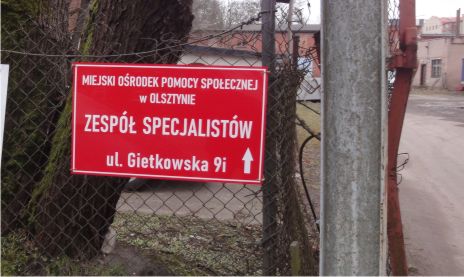 MIEJSKI OŚRODEK POMOCY SPOŁECZNEJ
w OLSZTYNIE
ZESPÓŁ SPECJALISTÓW
ul. Gietkowska 9i